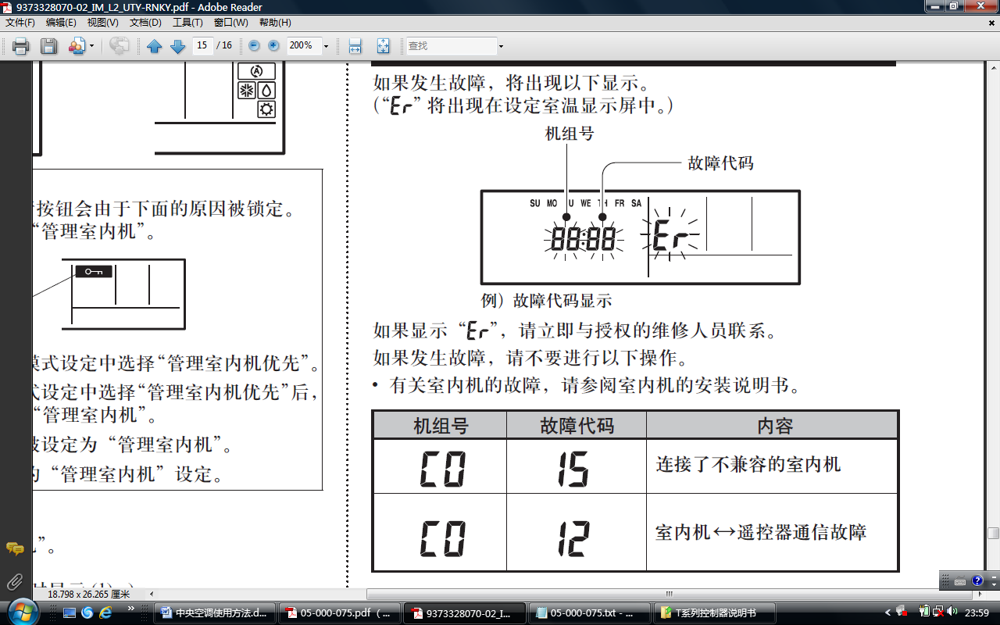 9373328070-02_IM_L2_UTY-RNKY.pdf - Adobe Reader
文件(F) 编辑(E) 视图(V) 文档(D) 工具(T) 窗口(W) 帮助(H)
15 / 16 200% 查找
按钮会由于下面的原因被锁定。
“管理室内机”。
式设定中选择“管理室内机优先”。
式设定中选择“管理室内机优先”后，
“管理室内机”。
被设定为“管理室内机”。
的“管理室内机”设定。
”。
如果发生故障，将出现以下显示。
（“Er”将出现在设定室温显示屏中。）
机组号
故障代码
SU MO U WE TH FR SA
88:88 Er
例）故障代码显示
如果显示“Er”，请立即与授权的维修人员联系。
如果发生故障，请不要进行以下操作。
• 有关室内机的故障，请参阅室内机的安装说明书。
机组号 故障代码 内容
C0 15 连接了不兼容的室内机
C0 12 室内机↔遥控器通信故障
18.798 x 26.265 厘米
中央空调使用方法.d... 05-000-075.pdf（... 9373328070-02_I... 05-000-075.txt - ... T系列控制器说明书 23:59